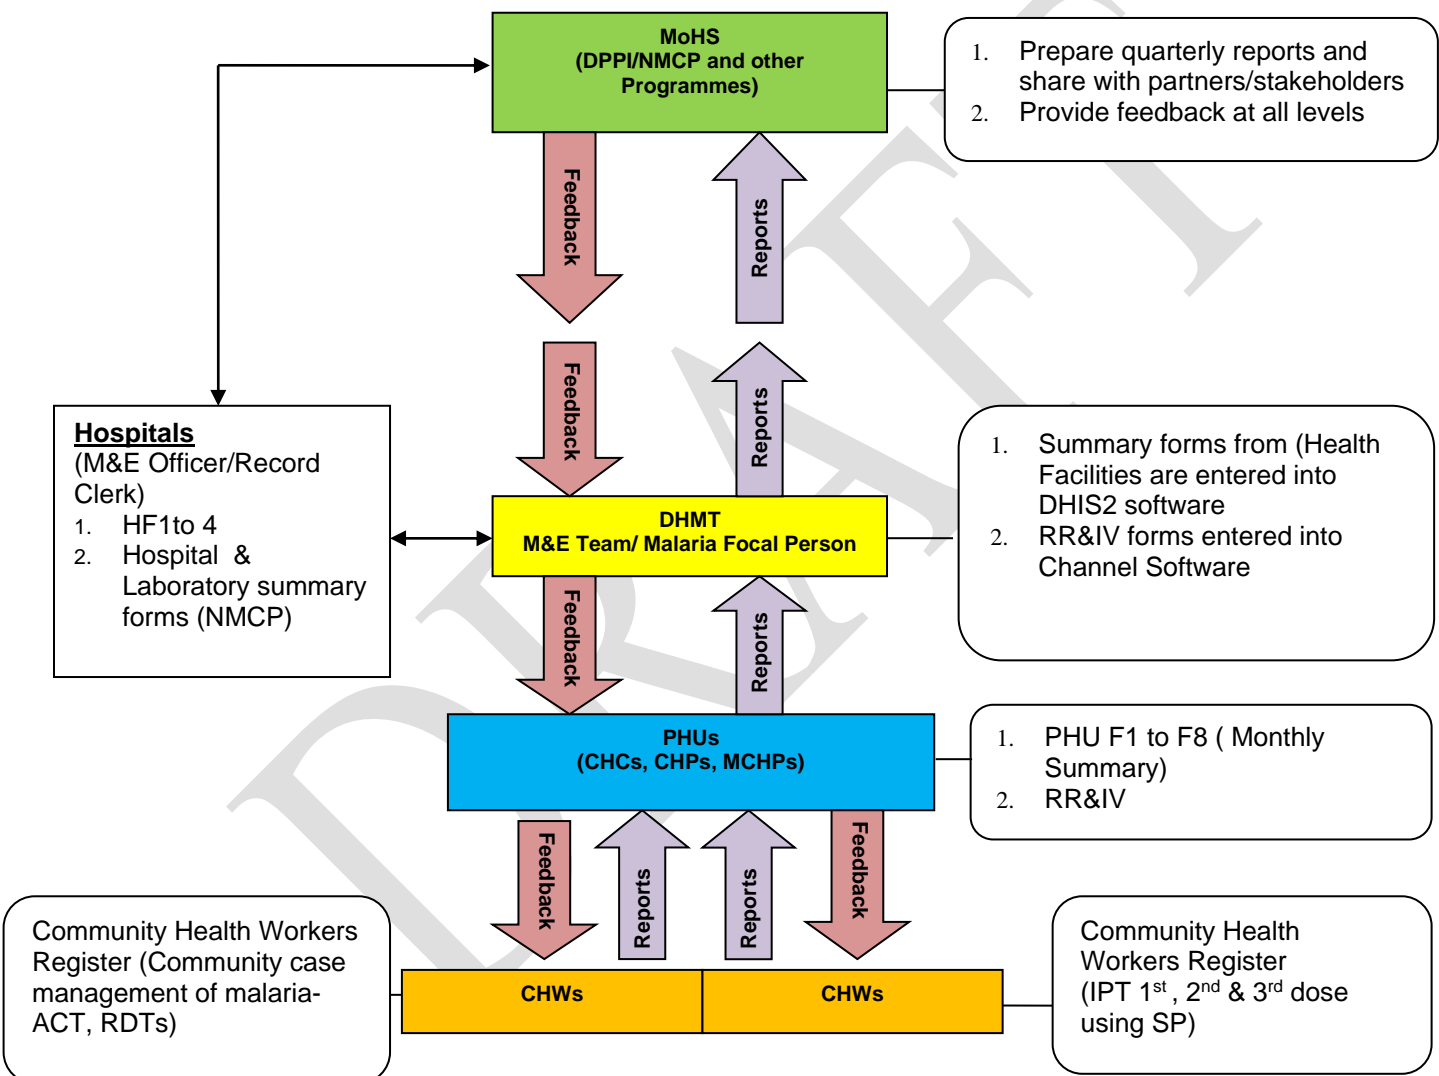 MoHS
(DPPI/NMCP and other
Programmes)
1. Prepare quarterly reports and
share with partners/stakeholders
2. Provide feedback at all levels
Feedback
Reports
Feedback
Reports
Hospitals
(M&E Officer/Record
Clerk)
1. HF1to 4
2. Hospital &
Laboratory summary
forms (NMCP)
DHMT
M&E Team/ Malaria Focal Person
1. Summary forms from (Health
Facilities are entered into
DHIS2 software
2. RR&IV forms entered into
Channel Software
Feedback
Reports
PHUs
(CHCs, CHPs, MCHPs)
1. PHU F1 to F8 ( Monthly
Summary)
2. RR&IV
Feedback
Reports
Reports
Feedback
Community Health Workers
Register (Community case
management of malaria-
ACT, RDTs)
CHWs
CHWs
Community Health
Workers Register
(IPT 1st , 2nd & 3rd dose
using SP)
DRAFT